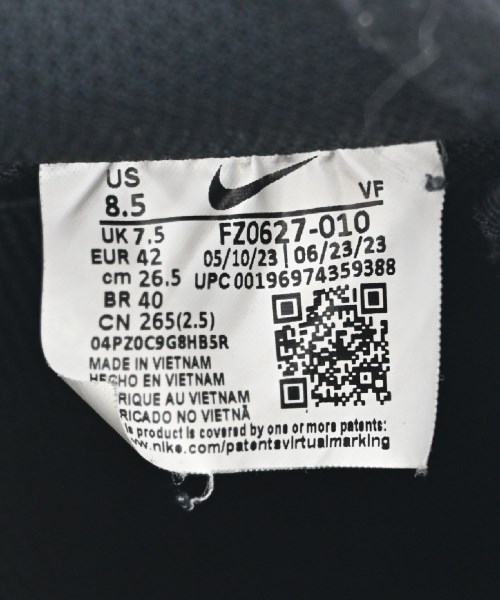 US
8.5
VF
UK 7.5
FZ0627-010
EUR 42
05/10/23 | 06/23/23
cm 26.5
UPC 00196974359388
BR 40
CN 265(2.5)
04PZ0C9G8HB5R
MADE IN VIETNAM
HECHO EN VIETNAM
RIQUE AU VIETNAM
RICADO NO VIETNÃ
product is covered by one or more patents:
.nike.com/patentsvirtualmarking